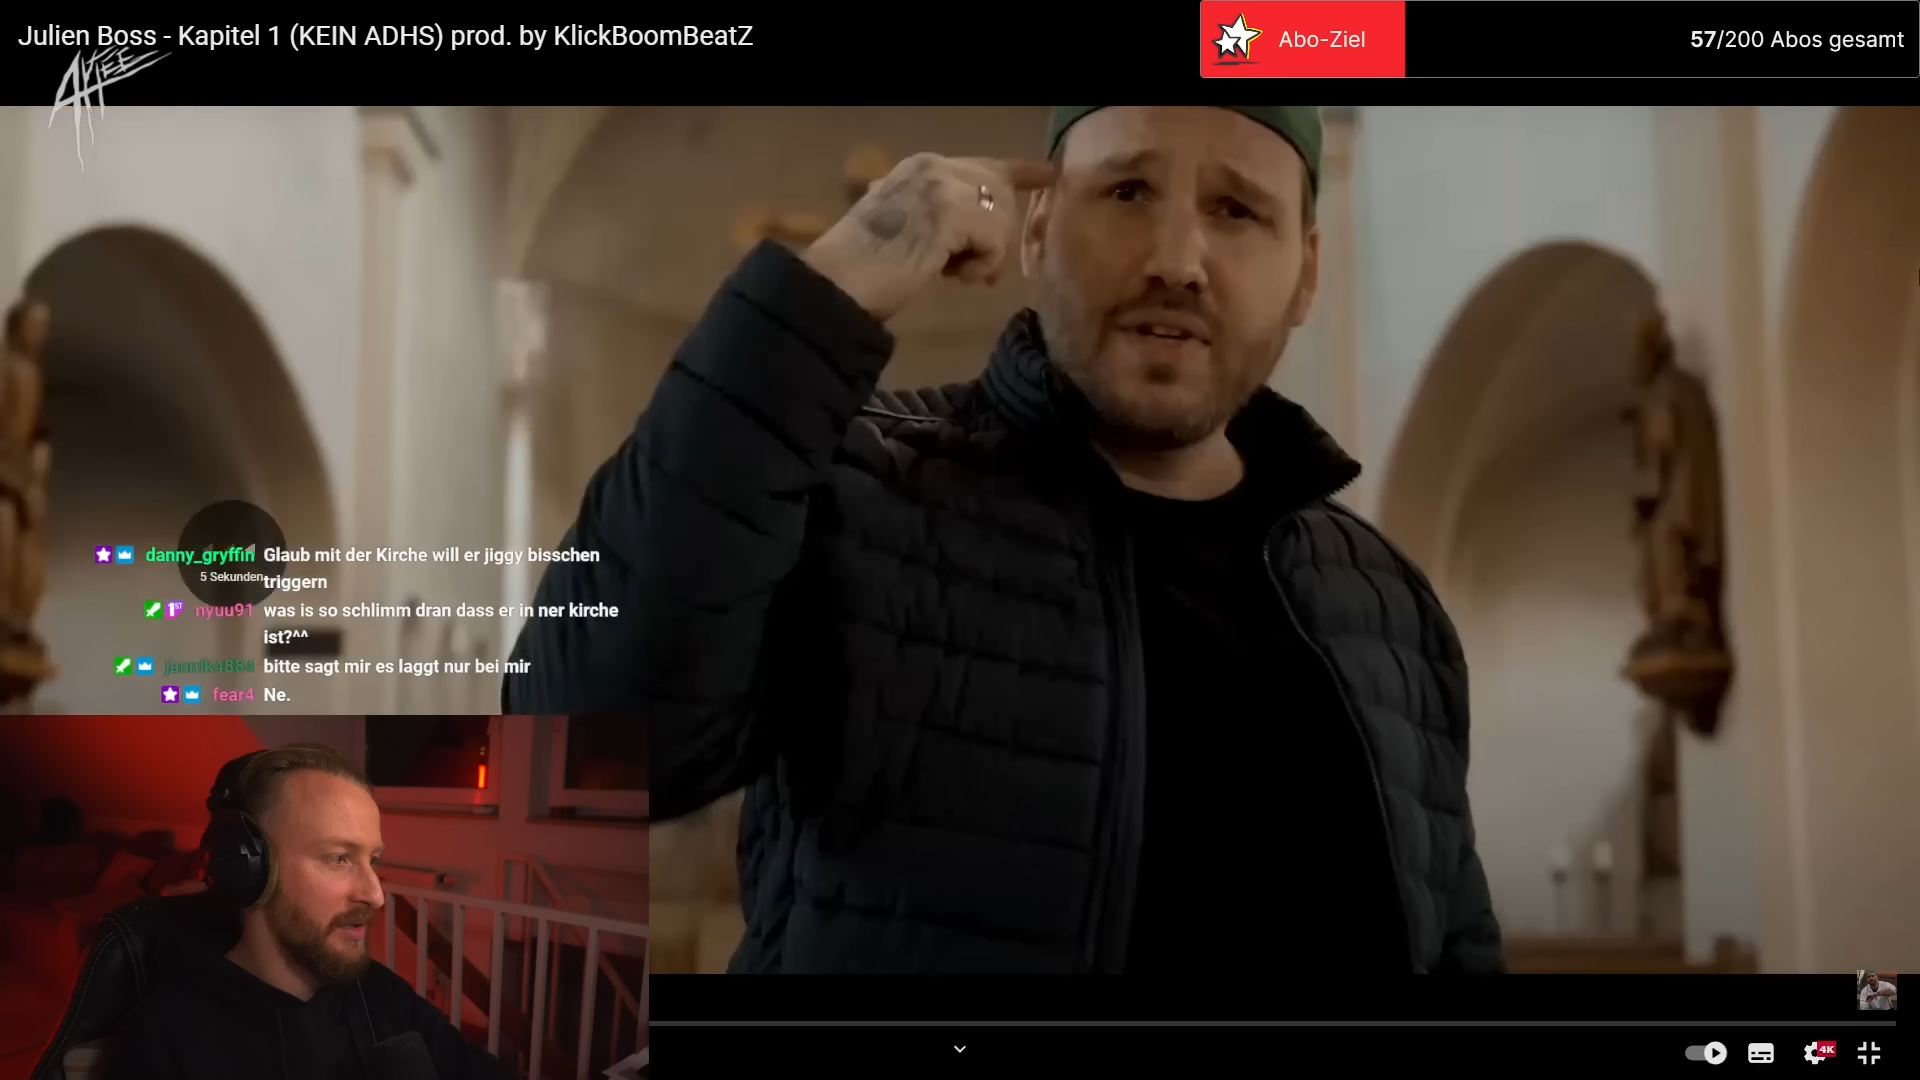 Julien Boss - Kapitel 1 (KEIN ADHS) prod. by KlickBoomBeatZ
Abo-Ziel
57/200 Abos gesamt
danny_gryffin Glaub mit der Kirche will er jiggy bisschen
triggern
5 Sekunden
1ST nyuu91 was is so schlimm dran dass er in ner kirche
ist?^^
jannik4884 bitte sagt mir es laggt nur bei mir
fear4 Ne.
4K